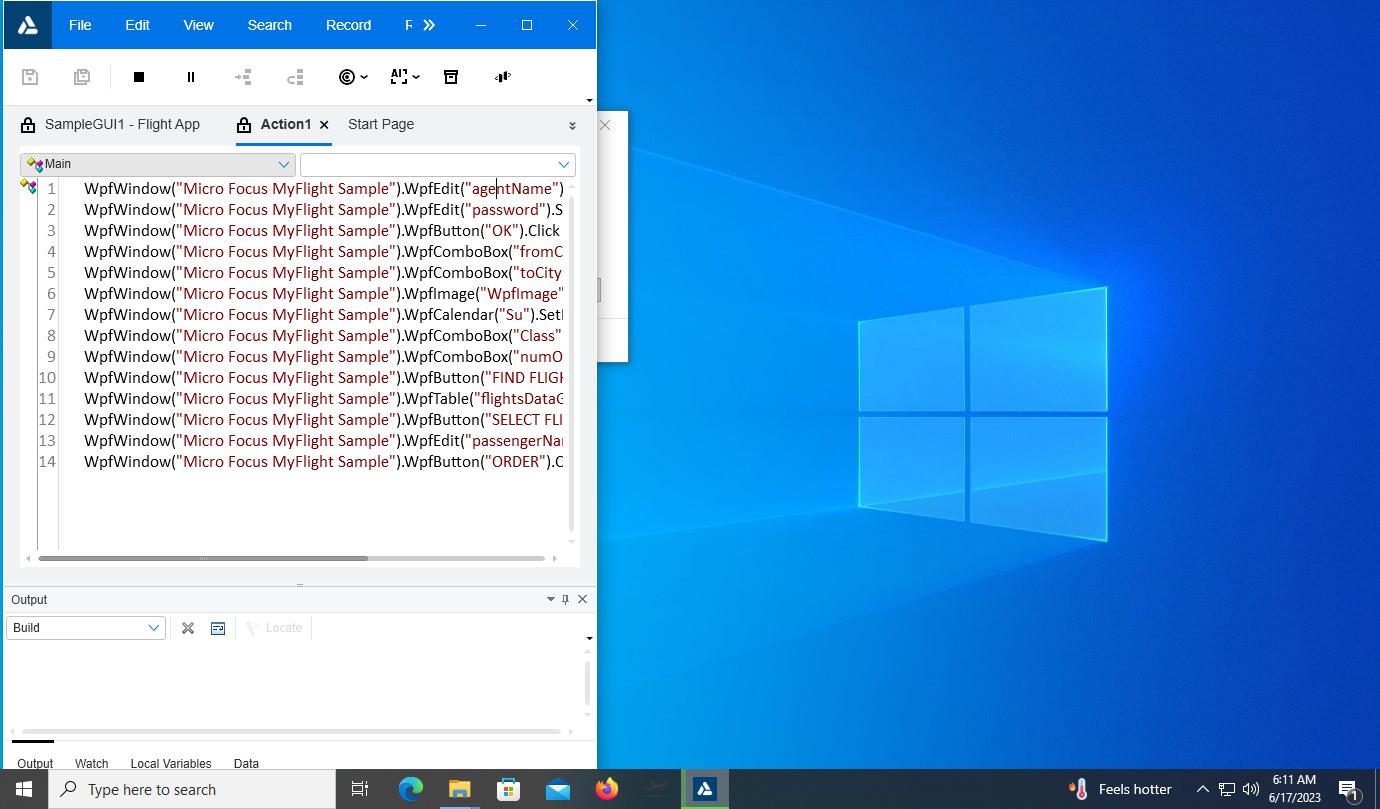 File Edit View Search Record
SampleGUI1 - Flight App Action1 Start Page
Main
1 WpfWindow("Micro Focus MyFlight Sample").WpfEdit("agentName")
2 WpfWindow("Micro Focus MyFlight Sample").WpfEdit("password").S
3 WpfWindow("Micro Focus MyFlight Sample").WpfButton("OK").Click
4 WpfWindow("Micro Focus MyFlight Sample").WpfComboBox("fromC
5 WpfWindow("Micro Focus MyFlight Sample").WpfComboBox("toCity
6 WpfWindow("Micro Focus MyFlight Sample").WpfImage("WpfImage"
7 WpfWindow("Micro Focus MyFlight Sample").WpfCalendar("Su").Set
8 WpfWindow("Micro Focus MyFlight Sample").WpfComboBox("Class"
9 WpfWindow("Micro Focus MyFlight Sample").WpfComboBox("numO
10 WpfWindow("Micro Focus MyFlight Sample").WpfButton("FIND FLIGH
11 WpfWindow("Micro Focus MyFlight Sample").WpfTable("flightsDataG
12 WpfWindow("Micro Focus MyFlight Sample").WpfButton("SELECT FLI
13 WpfWindow("Micro Focus MyFlight Sample").WpfEdit("passengerNa
14 WpfWindow("Micro Focus MyFlight Sample").WpfButton("ORDER").C
Output
Build Locate
Output Watch Local Variables Data
Type here to search
Feels hotter
6:11 AM
6/17/2023
1